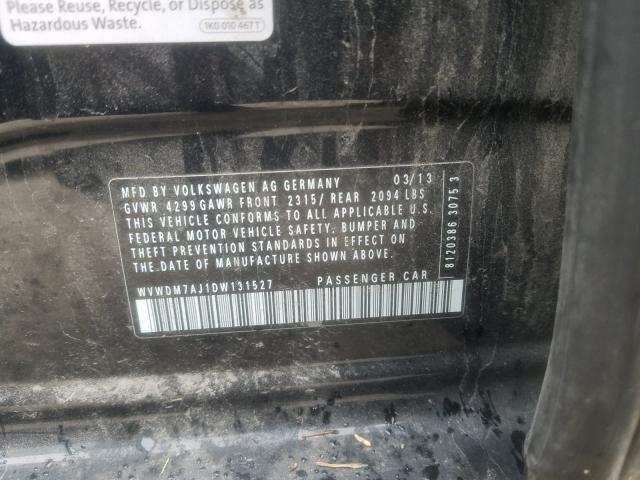 Please Reuse, Recycle, or Dispose as
Hazardous Waste.
1K0 010 467 T
MFD BY VOLKSWAGEN AG GERMANY 03/13
GVWR 4299 GAWR FRONT 2315/ REAR 2094 LBS
THIS VEHICLE CONFORMS TO ALL APPLICABLE U.S.
FEDERAL MOTOR VEHICLE SAFETY, BUMPER AND
THEFT PREVENTION STANDARDS IN EFFECT ON
THE DATE OF MANUFACTURE SHOWN ABOVE.
WVWDM7AJ1DW131527 PASSENGER CAR
8120386 3075 3